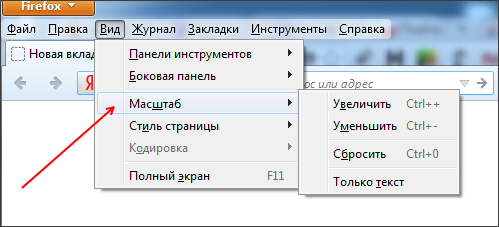 Firefox
Файл Правка Вид Журнал Закладки Инструменты Справка
Новая вклад
Панели инструментов
Боковая панель
Я
ос или адрес
Масштаб
Увеличить Ctrl++
Уменьшить Ctrl+-
Стиль страницы
Кодировка
Сбросить Ctrl+0
Полный экран F11
Только текст